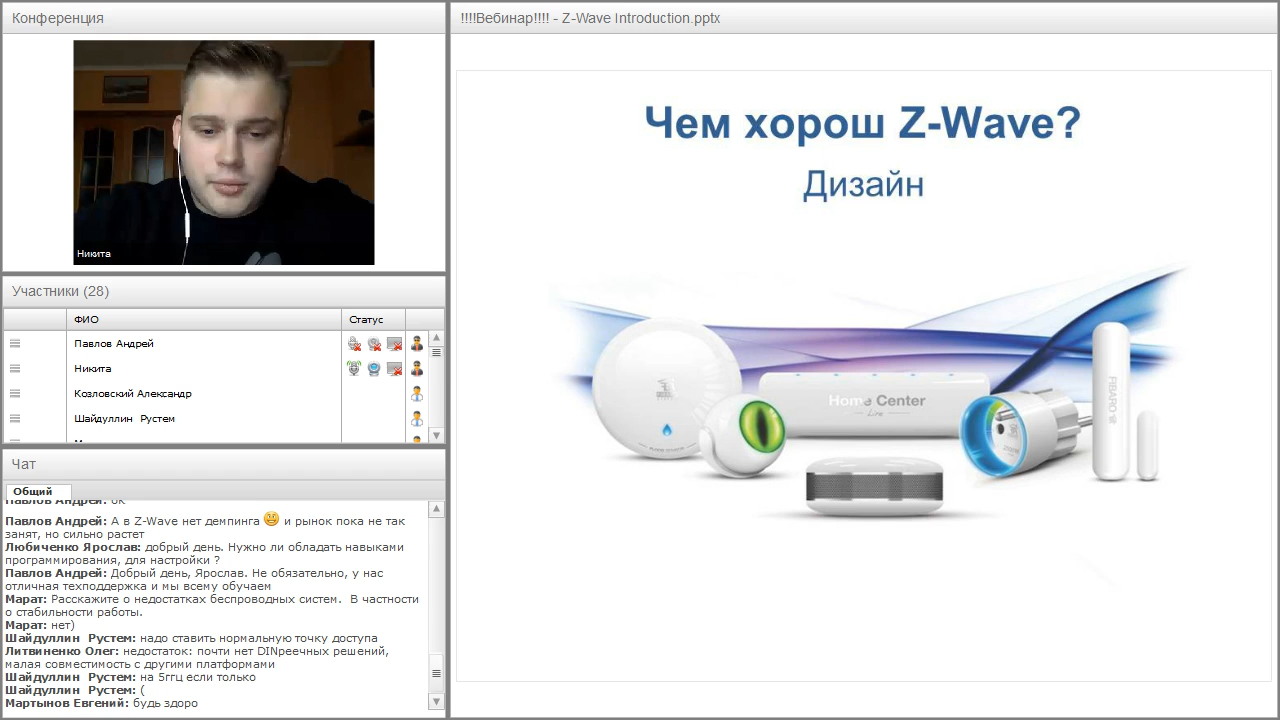 Конференция
Никита
Участники (28)
ФИО
Статус
Павлов Андрей
Никита
Козловский Александр
Шайдуллин Рустем
Чат
Общий
Павлов Андрей: ок
Павлов Андрей: А в Z-Wave нет демпинга и рынок пока не так
занят, но сильно растет
Любиченко Ярослав: добрый день. Нужно ли обладать навыками
программирования, для настройки ?
Павлов Андрей: Добрый день, Ярослав. Не обязательно, у нас
отличная техподдержка и мы всему обучаем
Марат: Расскажите о недостатках беспроводных систем. В частности
о стабильности работы.
Марат: нет)
Шайдуллин Рустем: надо ставить нормальную точку доступа
Литвиненко Олег: недостаток: почти нет DINреечных решений,
малая совместимость с другими платформами
Шайдуллин Рустем: на 5ггц если только
Шайдуллин Рустем: (
Мартынов Евгений: будь здоро
!!!!Вебинар!!!! - Z-Wave Introduction.pptx
Чем хорош Z-Wave?
Дизайн
Home Center
Lite
FIBARO